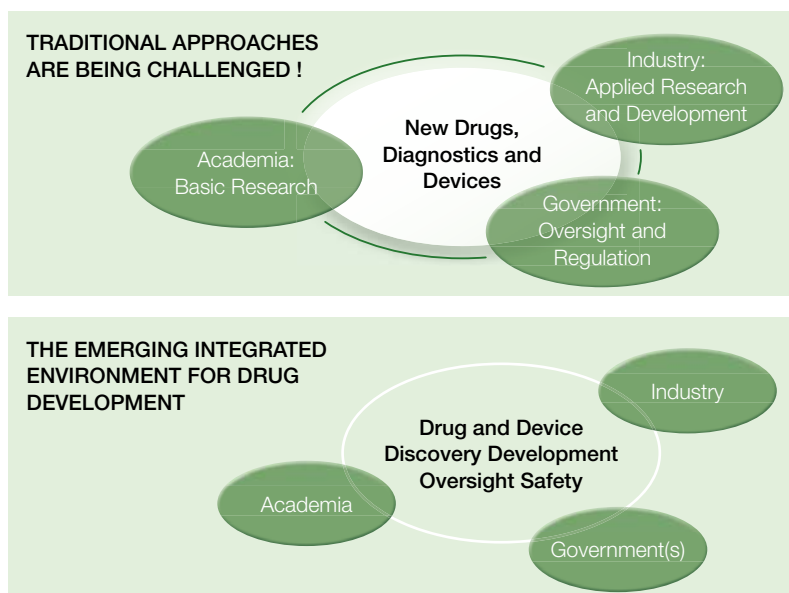 TRADITIONAL APPROACHES
ARE BEING CHALLENGED !
Industry:
Applied Research
and Development
New Drugs,
Diagnostics and
Devices
Academia:
Basic Research
Government:
Oversight and
Regulation
THE EMERGING INTEGRATED
ENVIRONMENT FOR DRUG
DEVELOPMENT
Industry
Drug and Device
Discovery Development
Oversight Safety
Academia
Government(s)